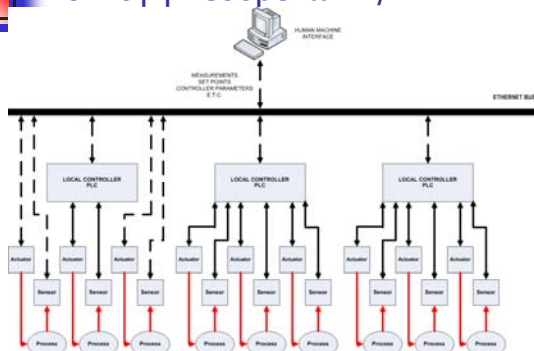 HUMAN MACHINE
INTERFACE
MEASUREMENTS
SET POINTS
CONTROLLER PARAMETERS
E.T.C.
ETHERNET BUS
LOCAL CONTROLLER
PLC
LOCAL CONTROLLER
PLC
LOCAL CONTROLLER
PLC
Actuator
Actuator
Actuator
Actuator
Actuator
Actuator
Actuator
Actuator
Actuator
Sensor
Sensor
Sensor
Sensor
Sensor
Sensor
Sensor
Sensor
Sensor
Process
Process
Process
Process
Process
Process
Process
Process
Process